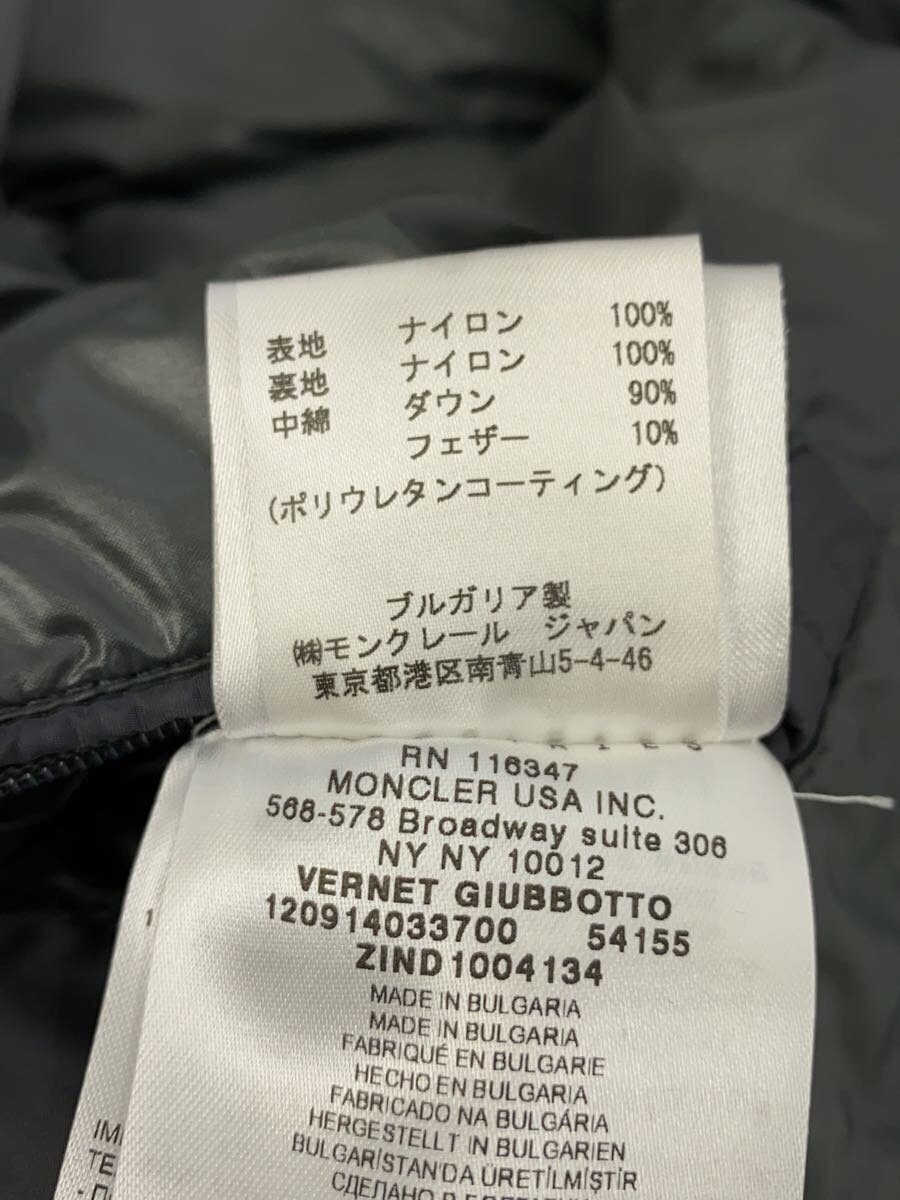 表地 ナイロン 100%
裏地 ナイロン 100%
中綿 ダウン 90%
フェザー 10%
(ポリウレタンコーティング)
ブルガリア製
㈱モンクレール ジャパン
東京都港区南青山5-4-46
RN 116347
MONCLER USA INC.
568-578 Broadway suite 306
NY NY 10012
VERNET GIUBBOTTO
120914033700 54155
ZIND1004134
MADE IN BULGARIA
MADE IN BULGARIA
FABRIQUÉ EN BULGARIE
HECHO EN BULGARIA
FABRICADO NA BULGÁRIA
HERGESTELLT IN BULGARIEN
BULGARISTAN'DA ÜRETİLMİŞTİR
СДЕЛАНО В